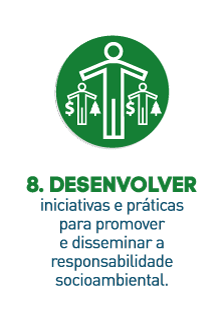 $ $
8. DESENVOLVER
iniciativas e práticas
para promover
e disseminar a
responsabilidade
socioambiental.